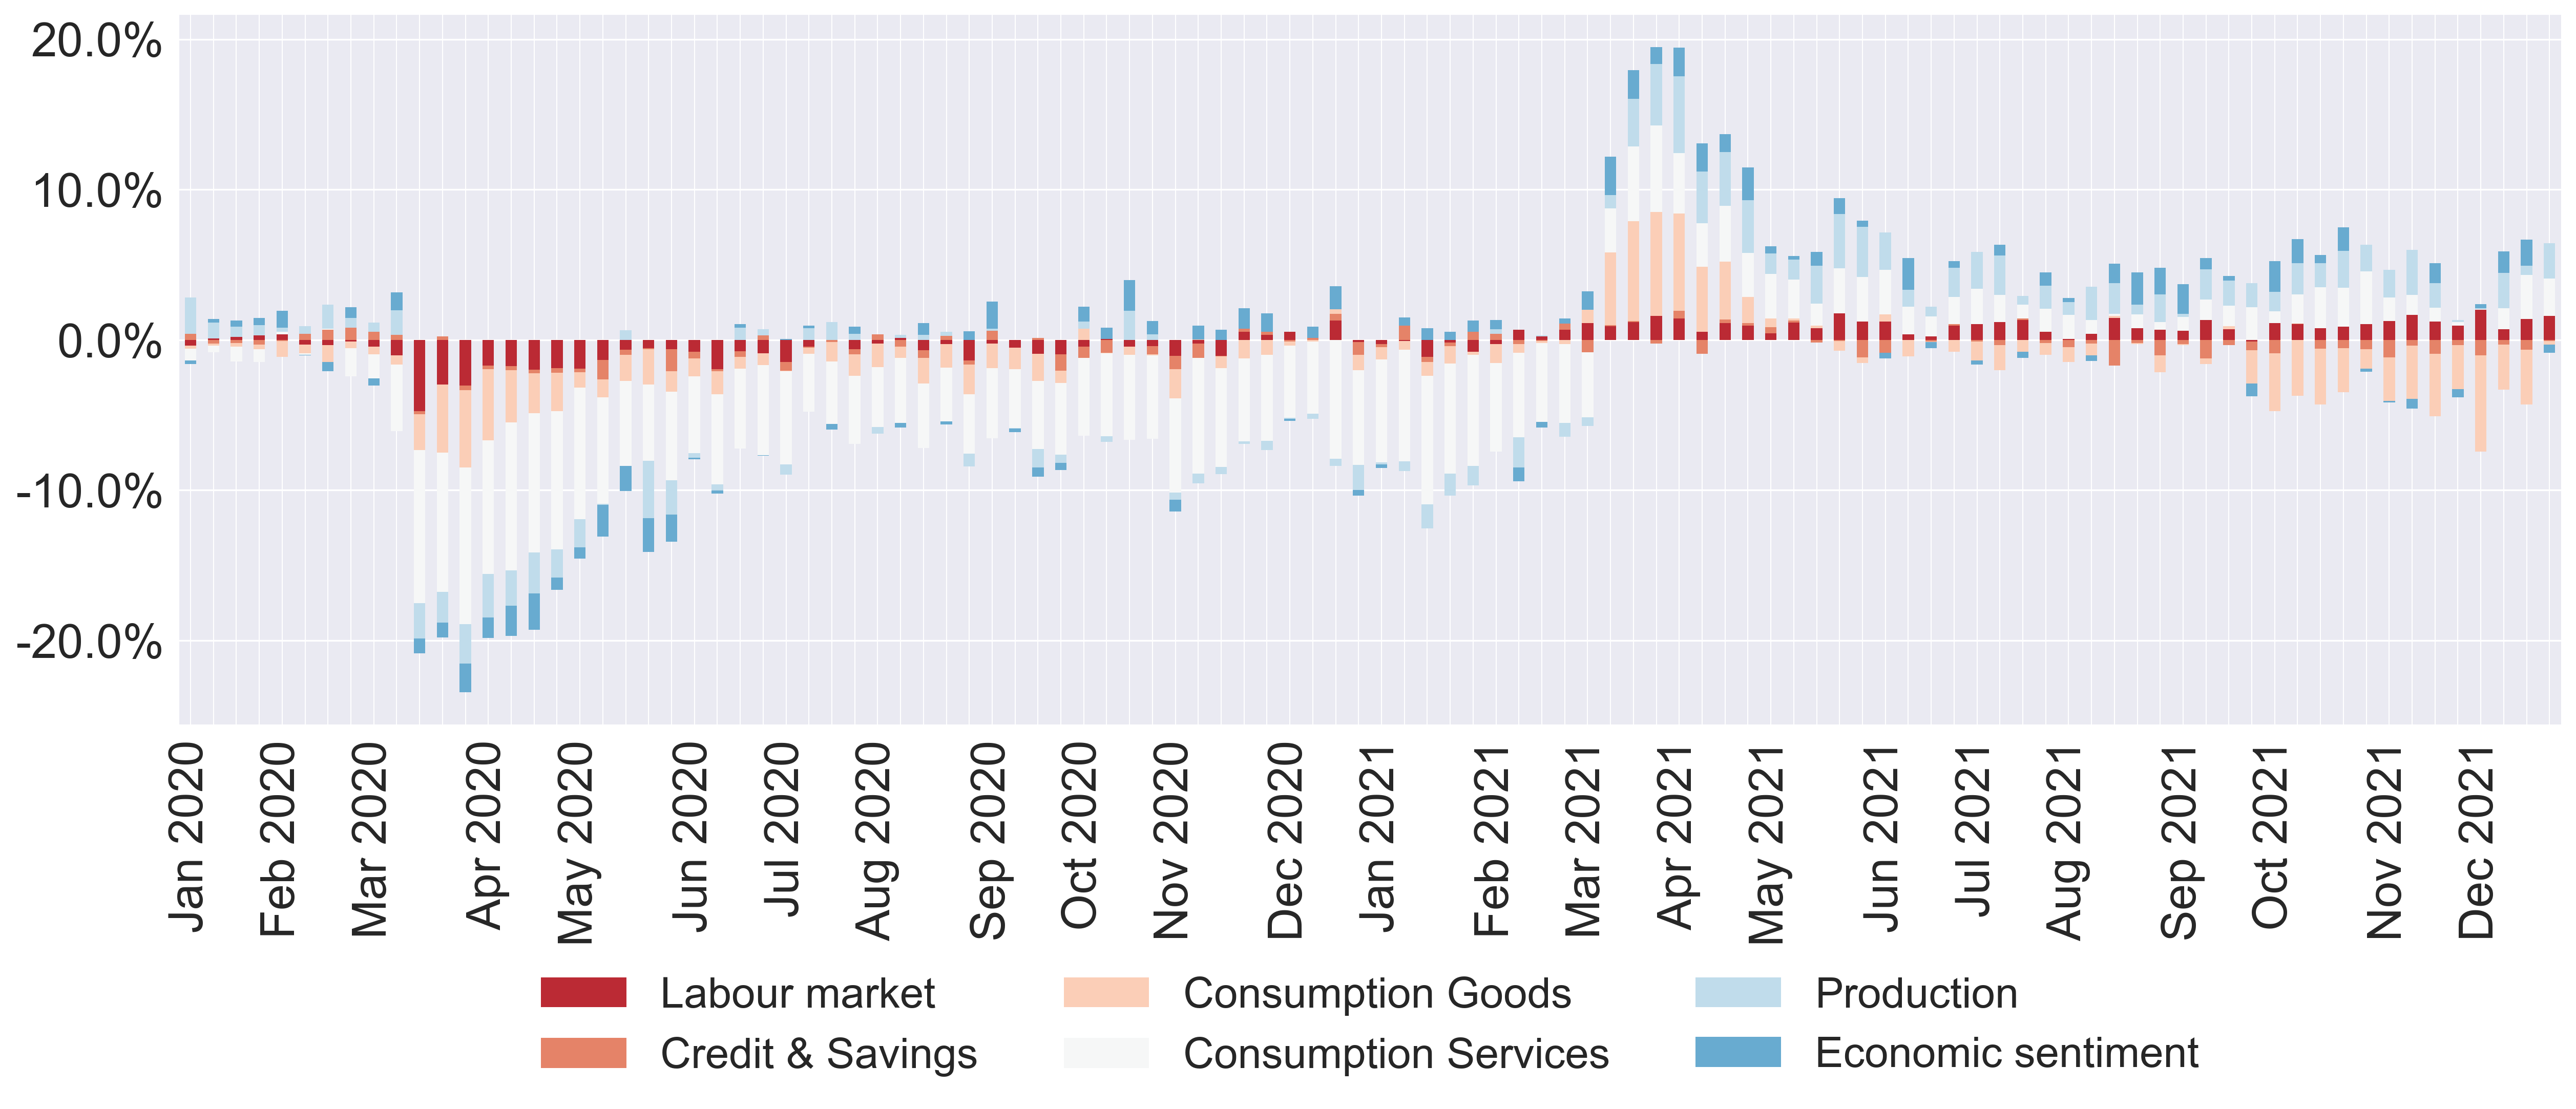 20.0%
10.0%
0.0%
-10.0%
-20.0%
Jan 2020
Feb 2020
Mar 2020
Apr 2020
May 2020
Jun 2020
Jul 2020
Aug 2020
Sep 2020
Oct 2020
Nov 2020
Dec 2020
Jan 2021
Feb 2021
Mar 2021
Apr 2021
May 2021
Jun 2021
Jul 2021
Aug 2021
Sep 2021
Oct 2021
Nov 2021
Dec 2021
Labour market
Consumption Goods
Production
Credit & Savings
Consumption Services
Economic sentiment